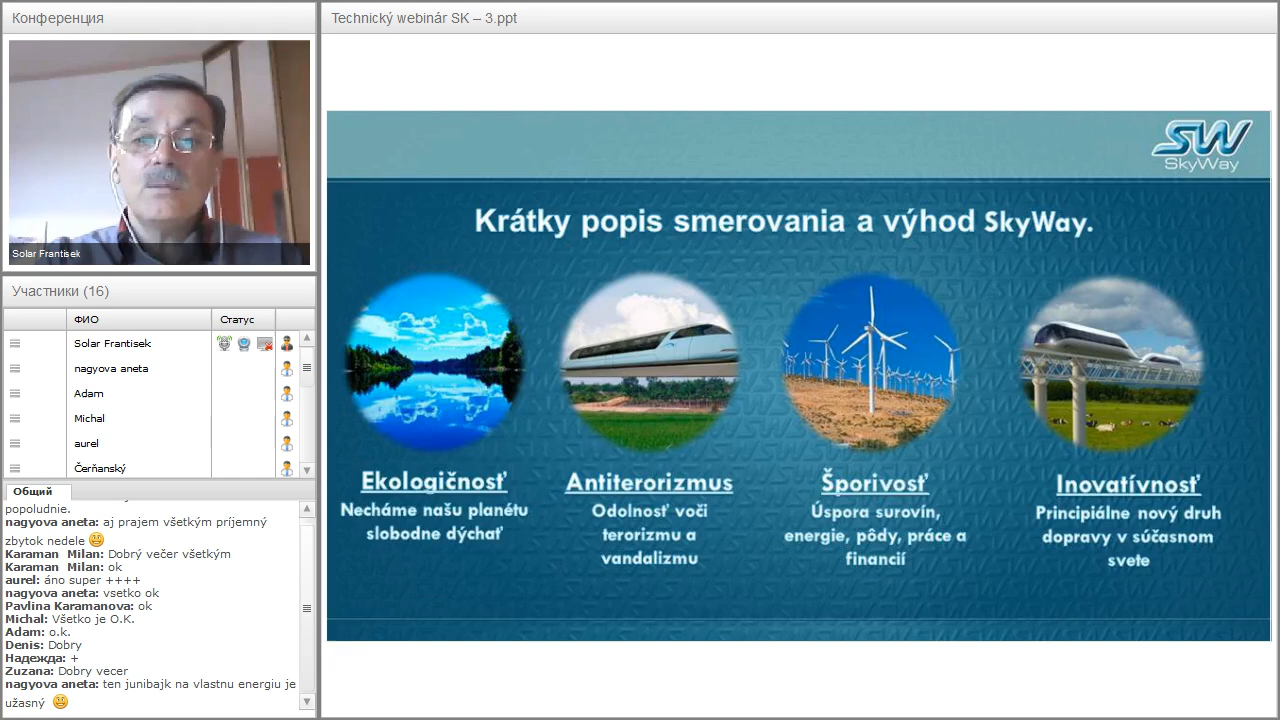 Конференция
Solar Frantisek
Участники (16)
ФИО
Статус
Solar Frantisek
nagyova aneta
Adam
Michal
aurel
Čerňanský
Общий
popoludnie.
nagyova aneta: aj prajem všetkým príjemný
zbytok nedele
Karaman Milan: Dobrý večer všetkým
Karaman Milan: ok
aurel: áno super ++++
nagyova aneta: vsetko ok
Pavlina Karamanova: ok
Michal: Všetko je O.K.
Adam: o.k.
Denis: Dobry
Надежда: +
Zuzana: Dobry vecer
nagyova aneta: ten junibajk na vlastnu energiu je
užasný
Technický webinár SK – 3.ppt
SW
SkyWay
Krátky popis smerovania a výhod SkyWay.
Ekologičnosť
Necháme našu planétu
slobodne dýchať
Antiterorizmus
Odolnosť voči
terorizmu a
vandalizmu
Šporivosť
Úspora surovín,
energie, pôdy, práce a
financií
Inovatívnosť
Principiálne nový druh
dopravy v súčasnom
svete